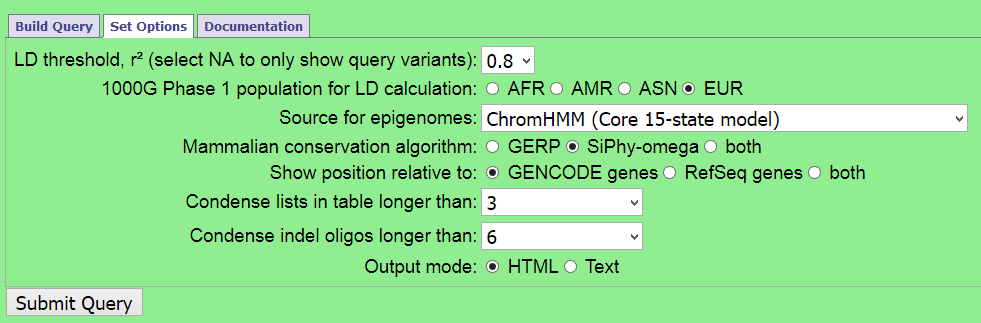 Build Query Set Options Documentation
LD threshold, r² (select NA to only show query variants): 0.8
1000G Phase 1 population for LD calculation: AFR AMR ASN EUR
Source for epigenomes: ChromHMM (Core 15-state model)
Mammalian conservation algorithm: GERP SiPhy-omega both
Show position relative to: GENCODE genes RefSeq genes both
Condense lists in table longer than: 3
Condense indel oligos longer than: 6
Output mode: HTML Text
Submit Query